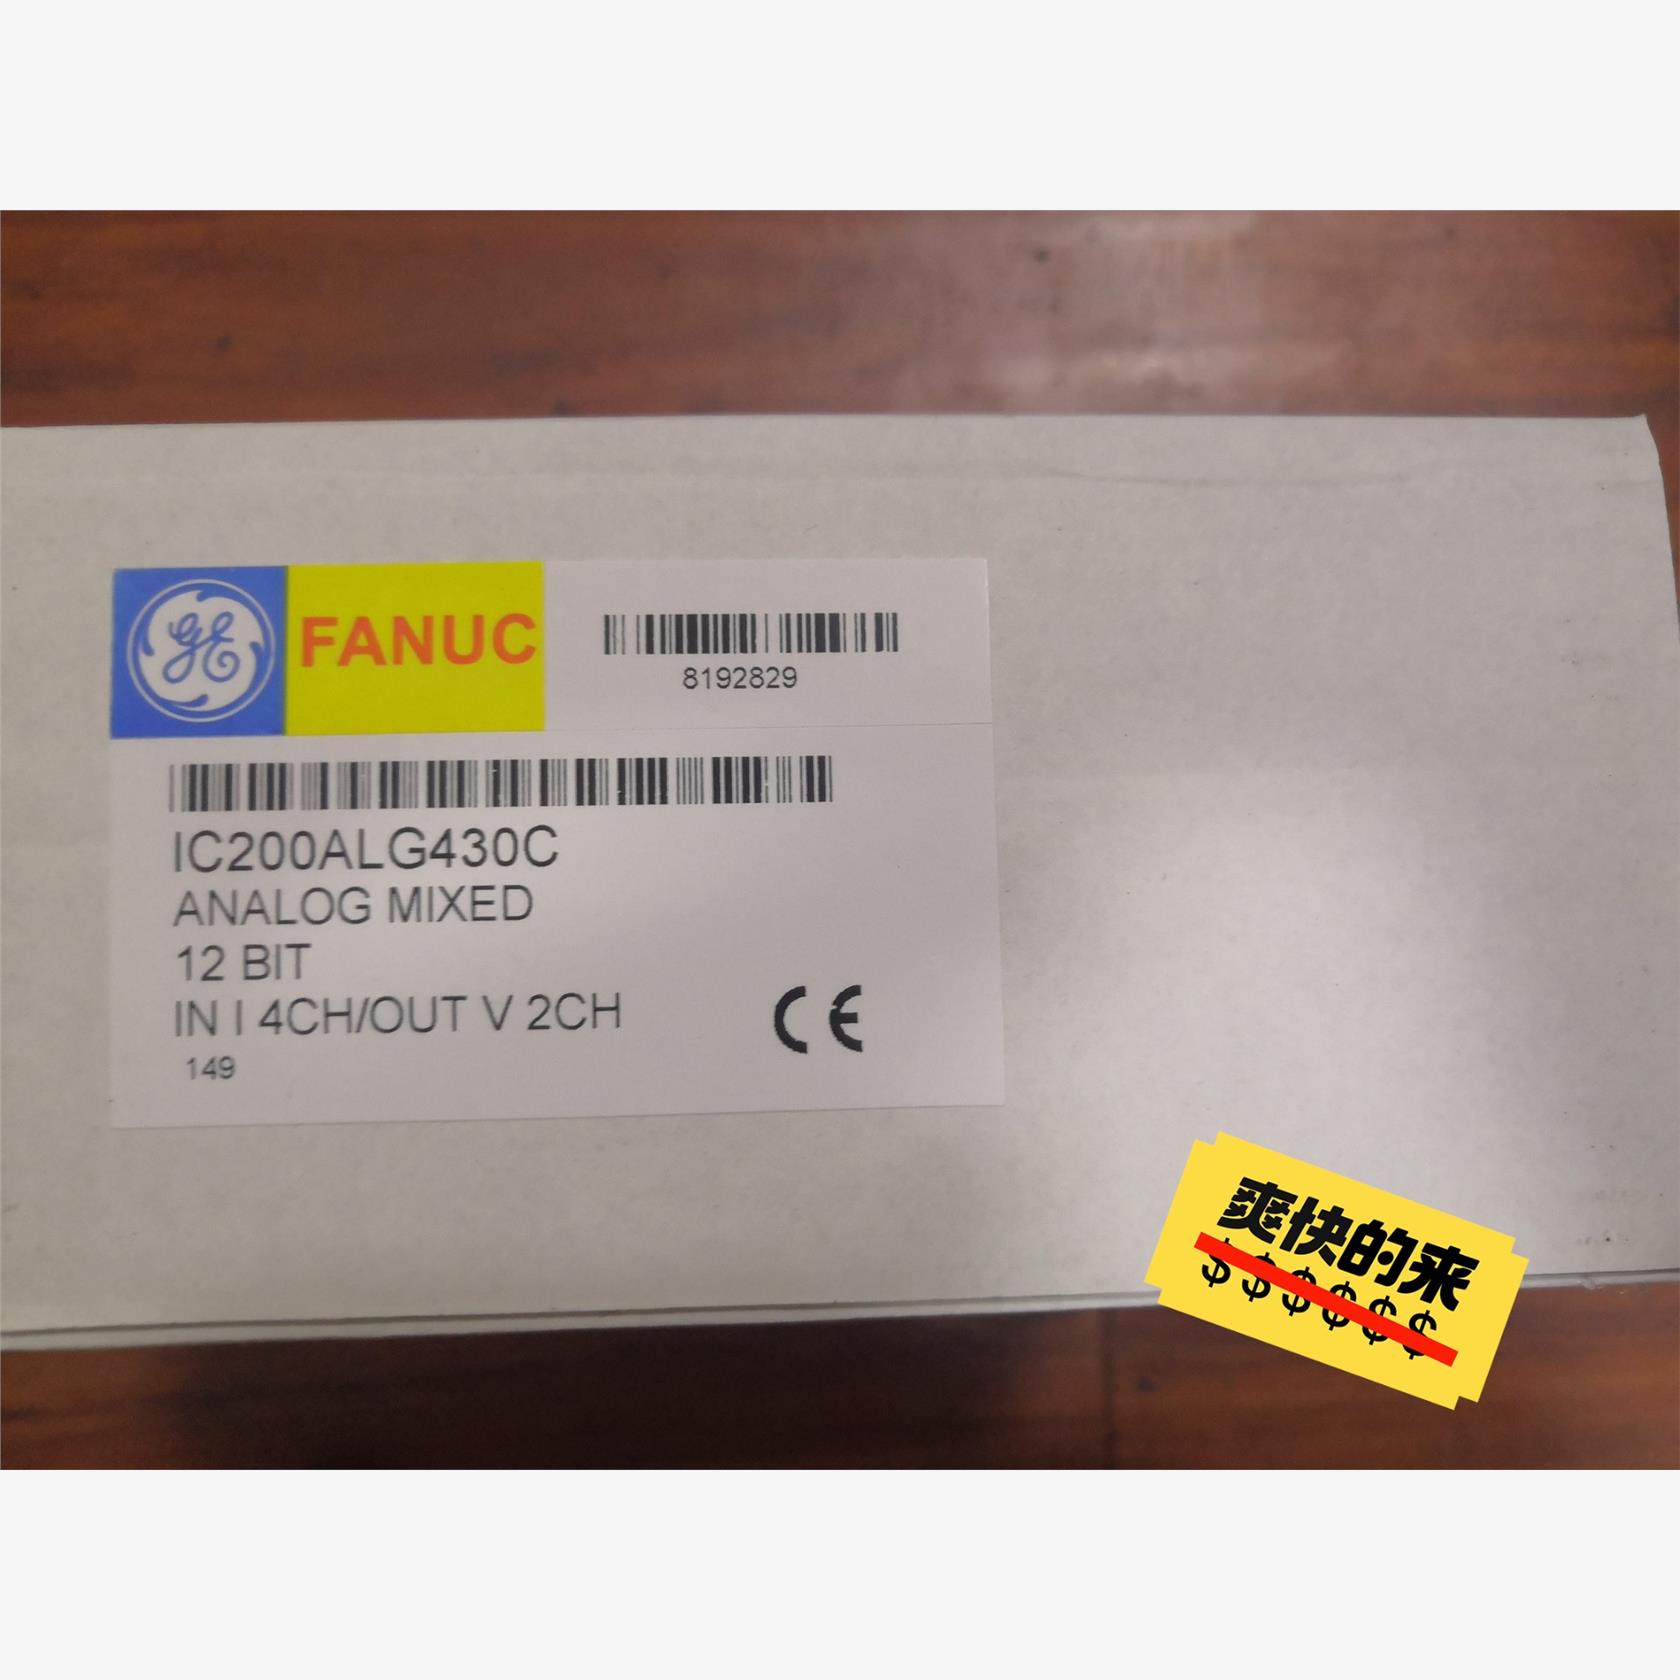 GE FANUC
8192829
IC200ALG430C
ANALOG MIXED
12 BIT
IN I 4CH/OUT V 2CH
CE
149
爽快的来
$$$$$$